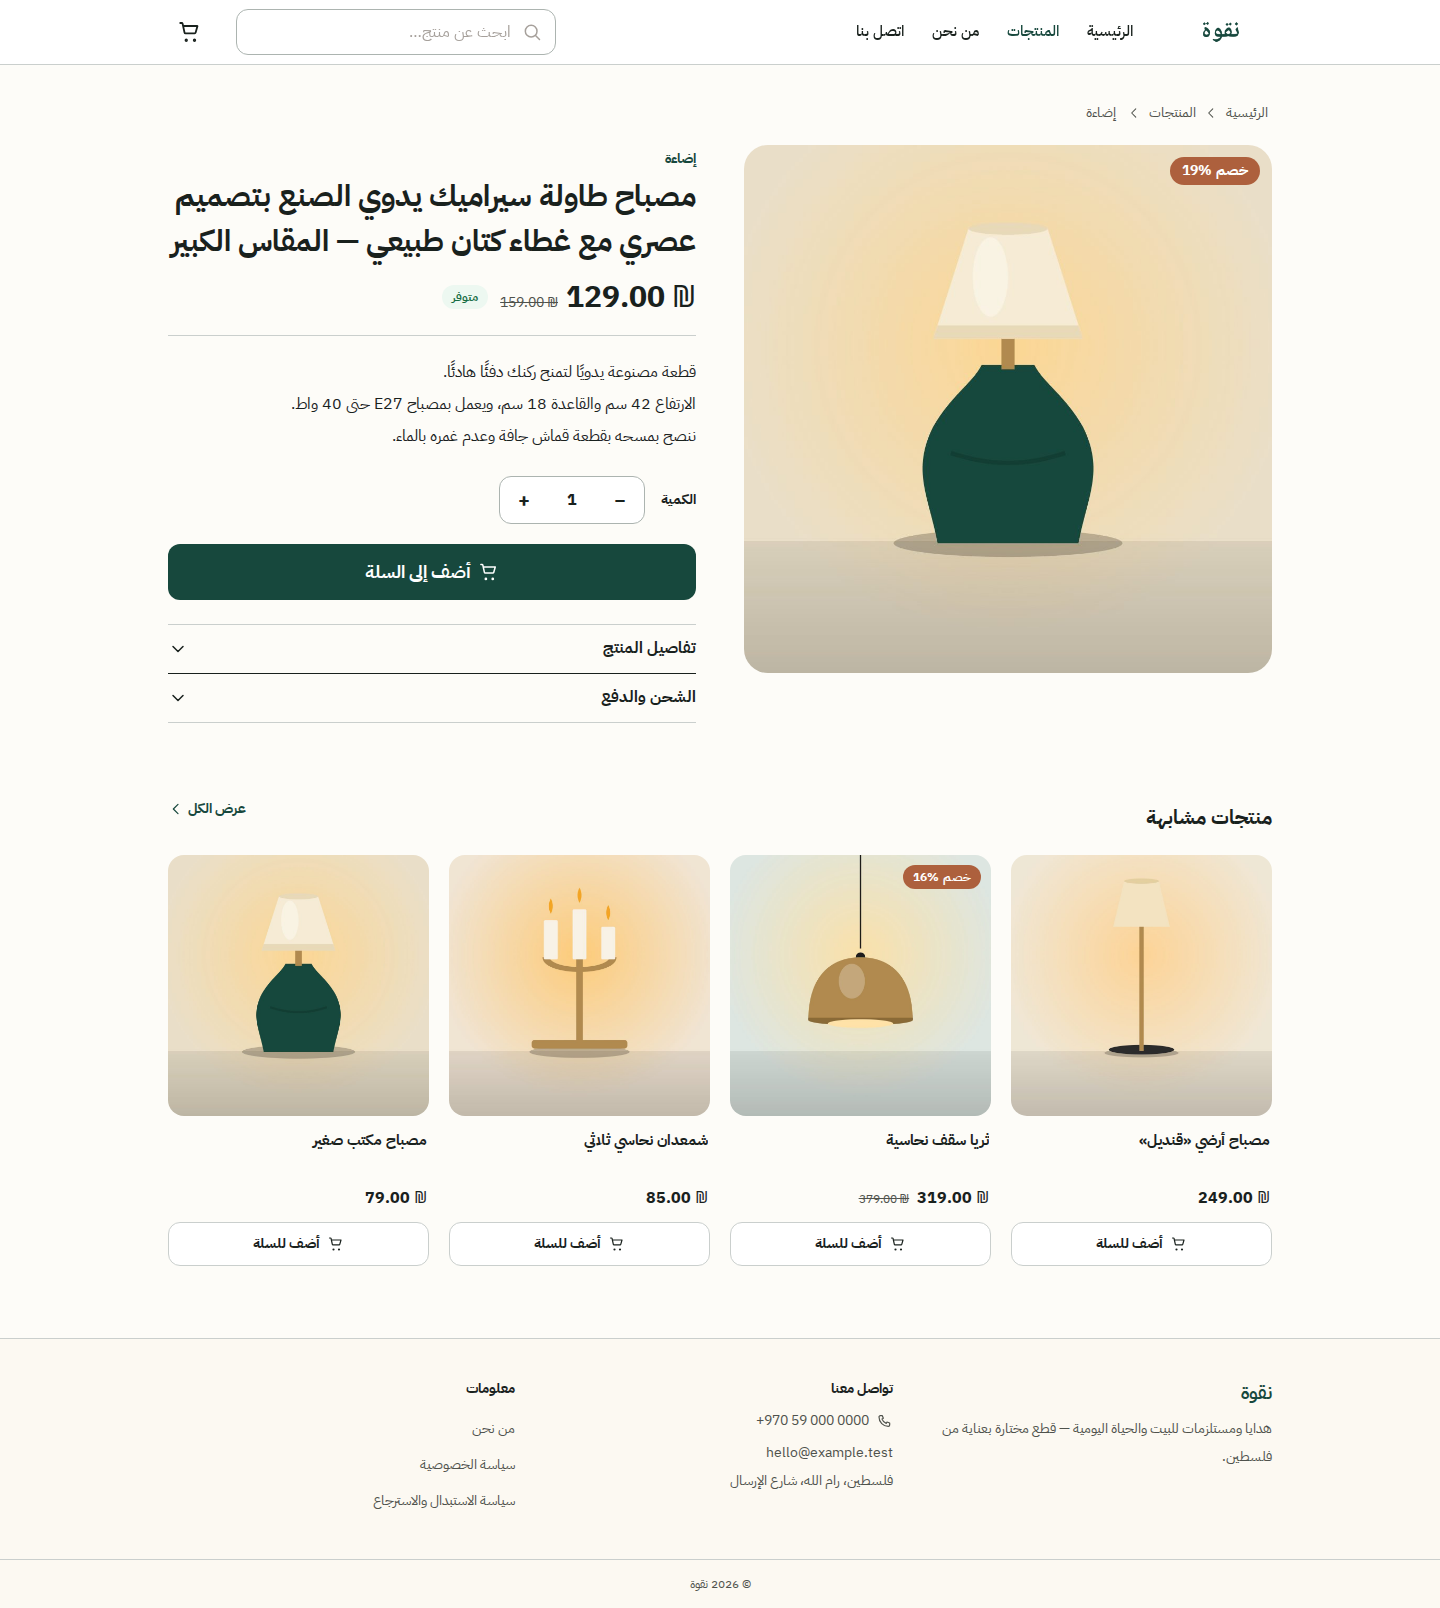 نقوة
الرئيسية
المنتجات
من نحن
اتصل بنا
ابحث عن منتج...
الرئيسية
المنتجات
إضاءة
خصم 19%
إضاءة
مصباح طاولة سيراميك يدوي الصنع بتصميم
عصري مع غطاء كتان طبيعي — المقاس الكبير
₪ 129.00
₪ 159.00
متوفر
قطعة مصنوعة يدويًا لتمنح ركنك دفئًا هادئًا.
الارتفاع 42 سم والقاعدة 18 سم، ويعمل بمصباح E27 حتى 40 واط.
ننصح بمسحه بقطعة قماش جافة وعدم غمره بالماء.
الكمية
− 1 +
أضف إلى السلة
تفاصيل المنتج
الشحن والدفع
منتجات مشابهة
عرض الكل
خصم 16%
مصباح أرضي «قنديل»
₪ 249.00
أضف للسلة
ثريا سقف نحاسية
₪ 319.00
₪ 379.00
أضف للسلة
شمعدان نحاسي ثلاثي
₪ 85.00
أضف للسلة
مصباح مكتب صغير
₪ 79.00
أضف للسلة
نقوة
هدايا ومستلزمات للبيت والحياة اليومية — قطع مختارة بعناية من
فلسطين.
تواصل معنا
+970 59 000 0000
hello@example.test
فلسطين، رام الله، شارع الإرسال
معلومات
من نحن
سياسة الخصوصية
سياسة الاستبدال والاسترجاع
© 2026 نقوة